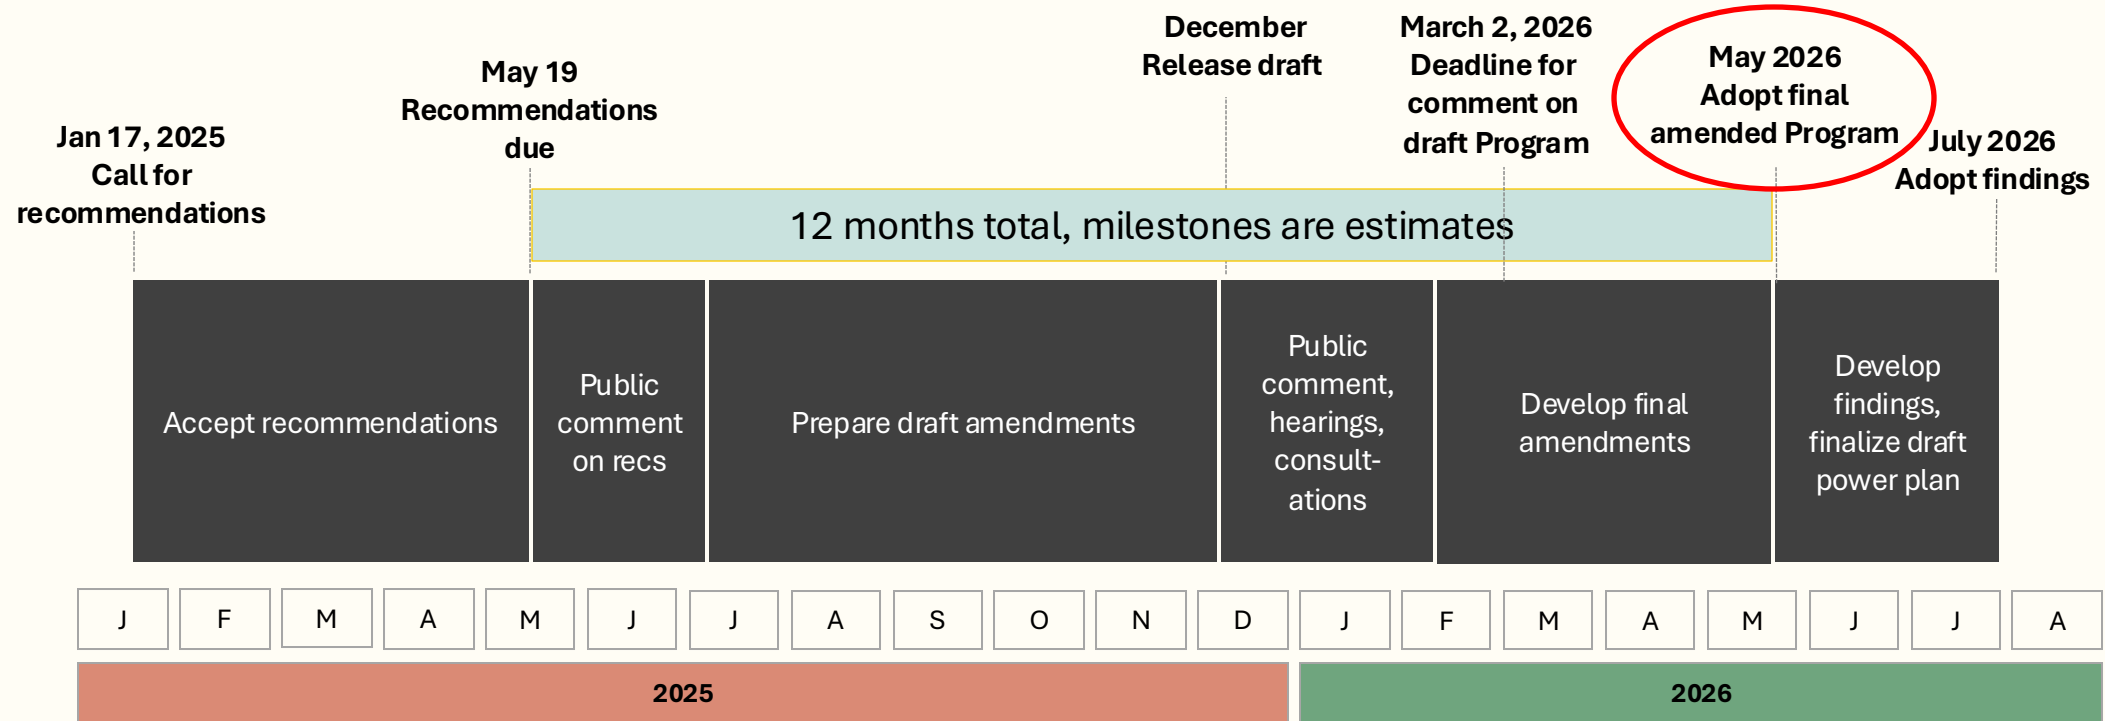 Jan 17, 2025
Call for
recommendations
May 19
Recommendations
due
December
Release draft
March 2, 2026
Deadline for
comment on
draft Program
May 2026
Adopt final
amended Program
July 2026
Adopt findings
12 months total, milestones are estimates
Accept recommendations
Public
comment
on recs
Prepare draft amendments
Public
comment,
hearings,
consult-
ations
Develop final
amendments
Develop
findings,
finalize draft
power plan
J F M A M J J A S O N D J F M A M J J A
2025 2026